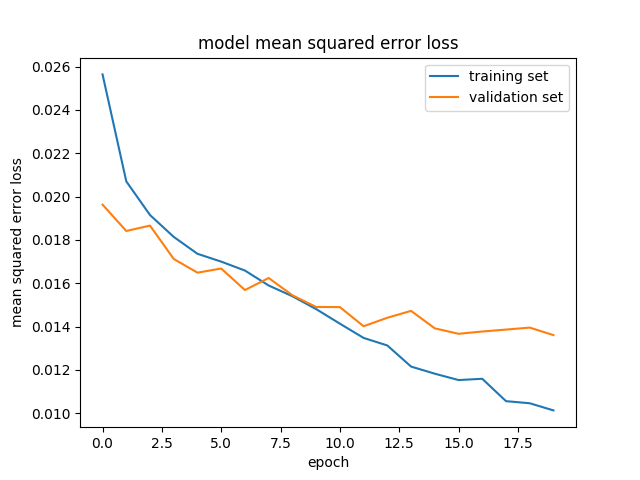 model mean squared error loss
training set
validation set
mean squared error loss
0.026
0.024
0.022
0.020
0.018
0.016
0.014
0.012
0.010
0.0 2.5 5.0 7.5 10.0 12.5 15.0 17.5
epoch